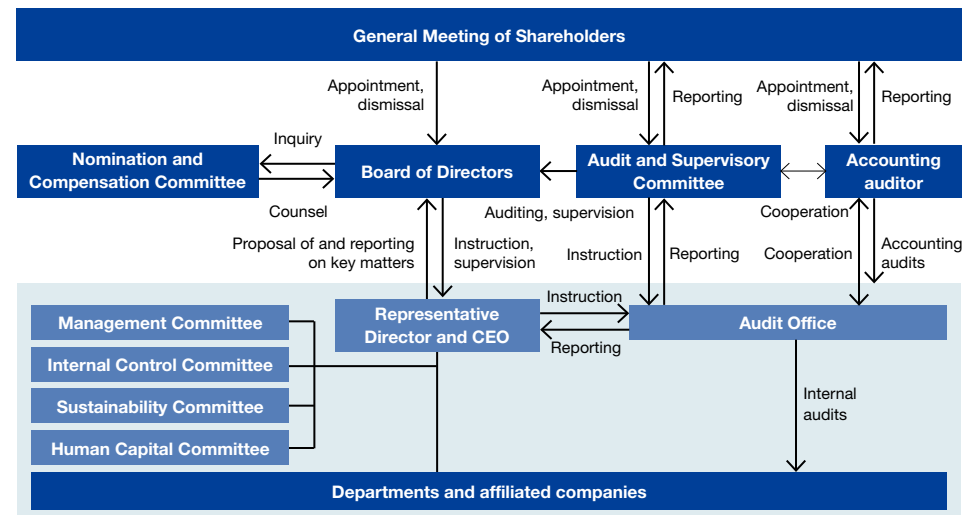 General Meeting of Shareholders
Appointment,
dismissal
Appointment,
dismissal
Reporting
Appointment,
dismissal
Reporting
Inquiry
Nomination and
Compensation Committee
Board of Directors
Audit and Supervisory
Committee
Accounting
auditor
Counsel
Auditing, supervision
Cooperation
Proposal of and reporting
on key matters
Instruction,
supervision
Instruction
Reporting
Cooperation
Accounting
audits
Management Committee
Internal Control Committee
Sustainability Committee
Human Capital Committee
Representative
Director and CEO
Instruction
Reporting
Audit Office
Internal
audits
Departments and affiliated companies